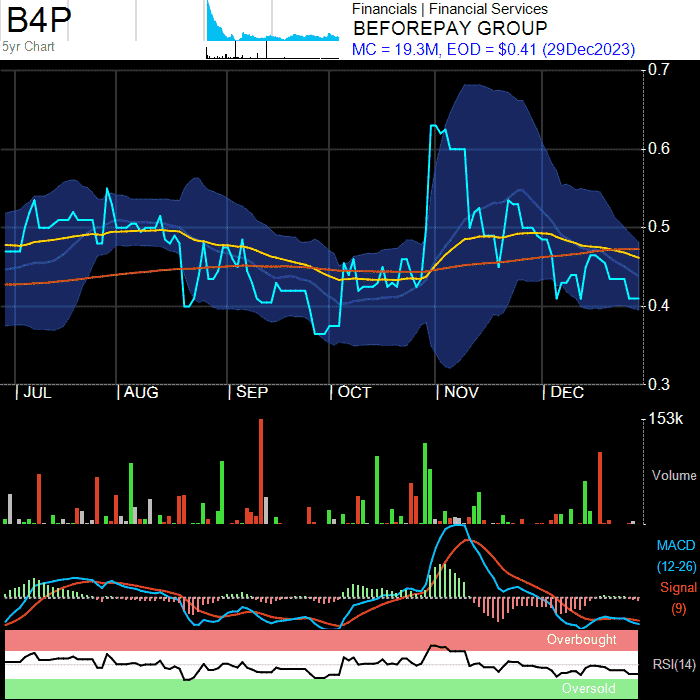 B4P
5yr Chart
Financials | Financial Services
BEFOREPAY GROUP
MC = 19.3M, EOD = $0.41 (29Dec2023)
0.7
0.6
0.5
0.4
0.3
| JUL | AUG | SEP | OCT | NOV | DEC
153k
Volume
MACD
(12-26)
Signal
(9)
Overbought
RSI(14)
Oversold